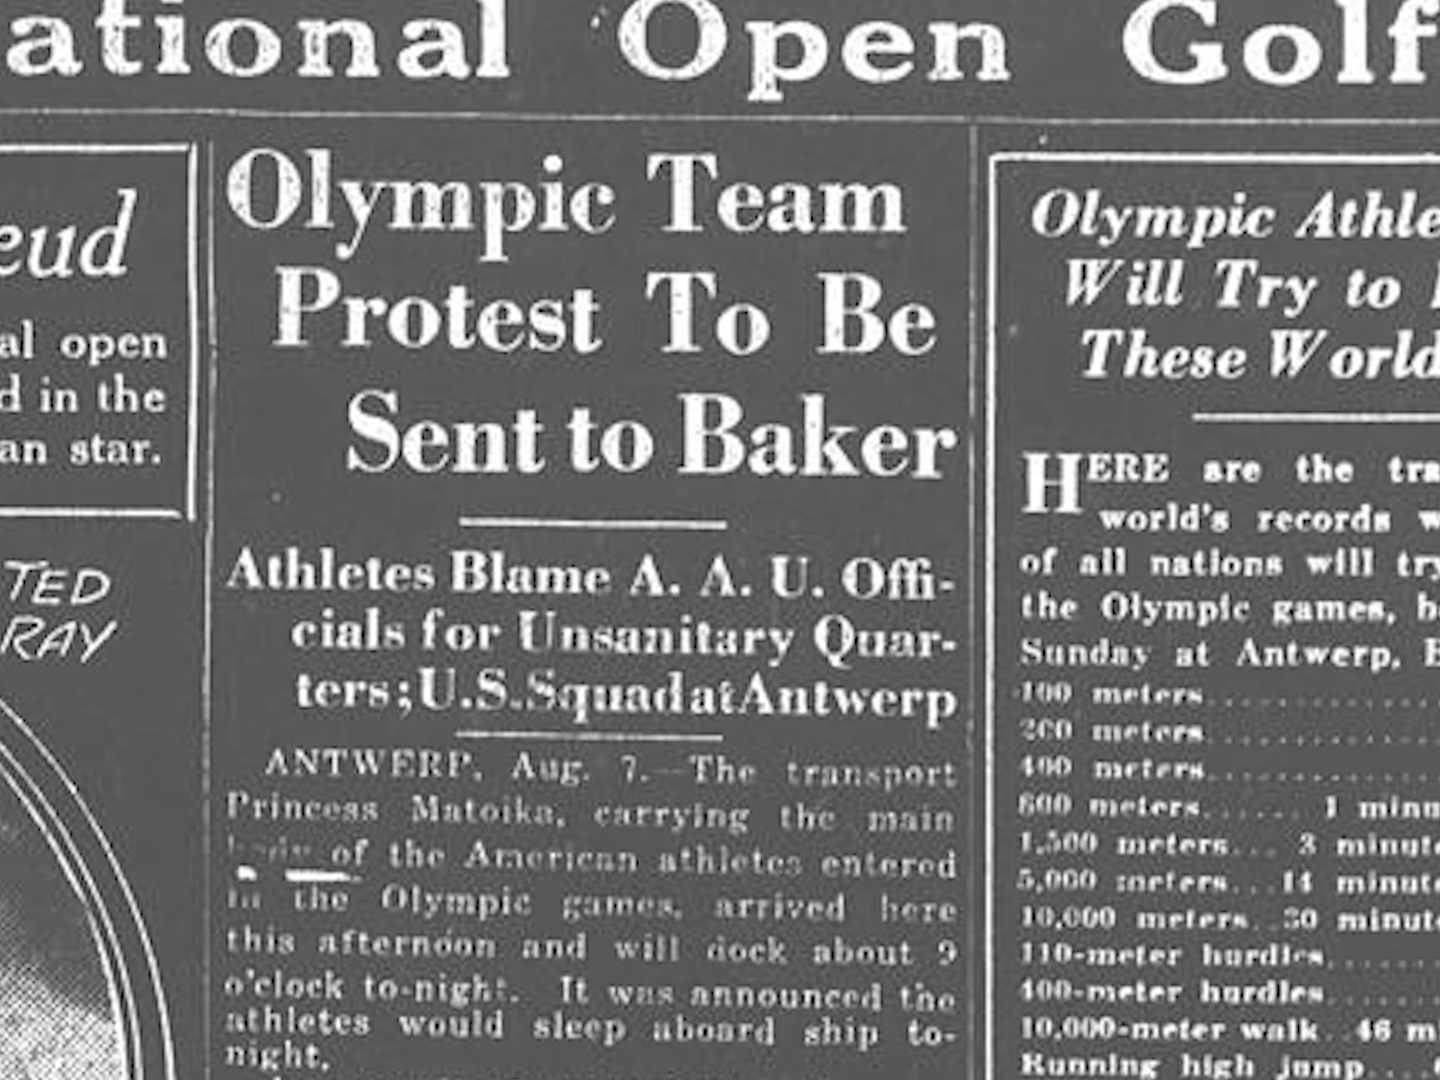 ational Open Golf
eud
al open
d in the
an star.
TED
RAY
Olympic Team
Protest To Be
Sent to Baker
Athletes Blame A. A. U. Offi-
cials for Unsanitary Quar-
ters; U.S. Squad at Antwerp
ANTWERP, Aug. 7.—The transport
Princess Matoika, carrying the main
body of the American athletes entered
in the Olympic games, arrived here
this afternoon and will dock about 9
o'clock to-night. It was announced the
athletes would sleep aboard ship to-
night.
Olympic Athle
Will Try to
These World
HERE are the tra
world's records w
of all nations will try
the Olympic games, b
Sunday at Antwerp, B
100 meters
200 meters
400 meters
800 meters...... 1 minu
1,500 meters... 3 minute
5,000 meters...14 minute
10,000 meters..30 minute
110-meter hurdles
400-meter hurdles
10,000-meter walk..46 m
Running high jump